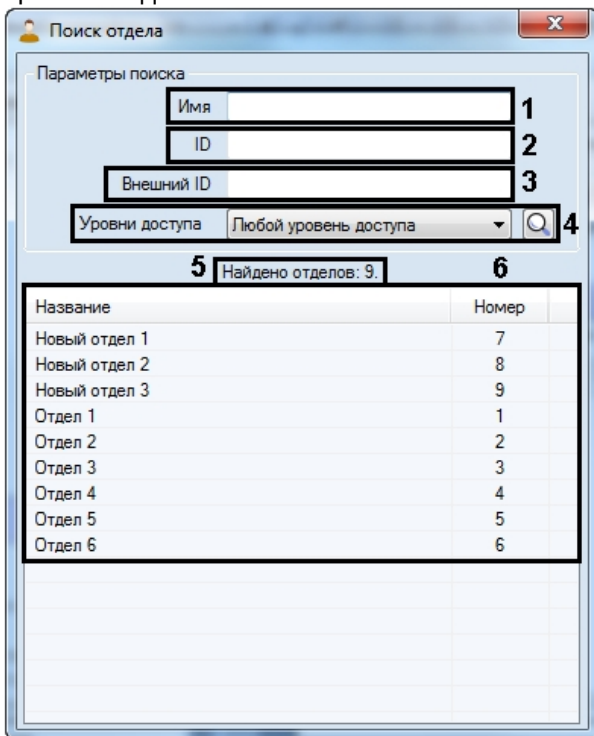 Поиск отдела
Параметры поиска
Имя 1
ID 2
Внешний ID 3
Уровни доступа Любой уровень доступа 4
5 Найдено отделов: 9. 6
Название Номер
Новый отдел 1 7
Новый отдел 2 8
Новый отдел 3 9
Отдел 1 1
Отдел 2 2
Отдел 3 3
Отдел 4 4
Отдел 5 5
Отдел 6 6